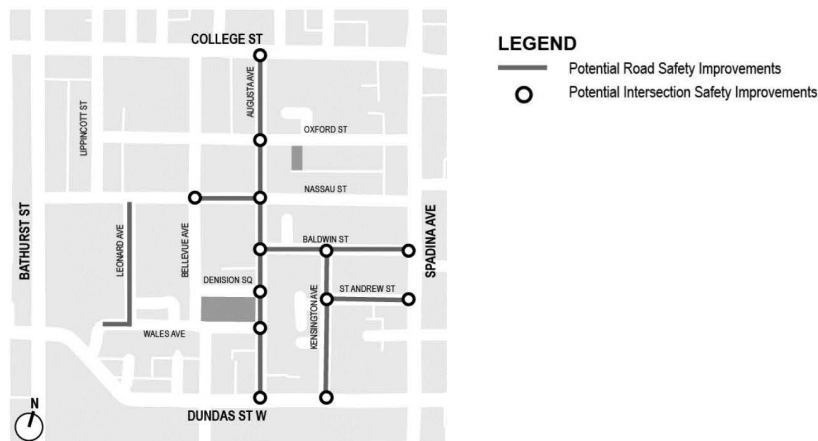 COLLEGE ST
AUGUSTA AVE
LIPPINCOTT ST
OXFORD ST
NASSAU ST
BATHURST ST
LEONARD AVE
BELLEVUE AVE
BALDWIN ST
SPADINA AVE
DENISION SQ
ST ANDREW ST
KENSINGTON AVE
WALES AVE
N
DUNDAS ST W
LEGEND
Potential Road Safety Improvements
Potential Intersection Safety Improvements